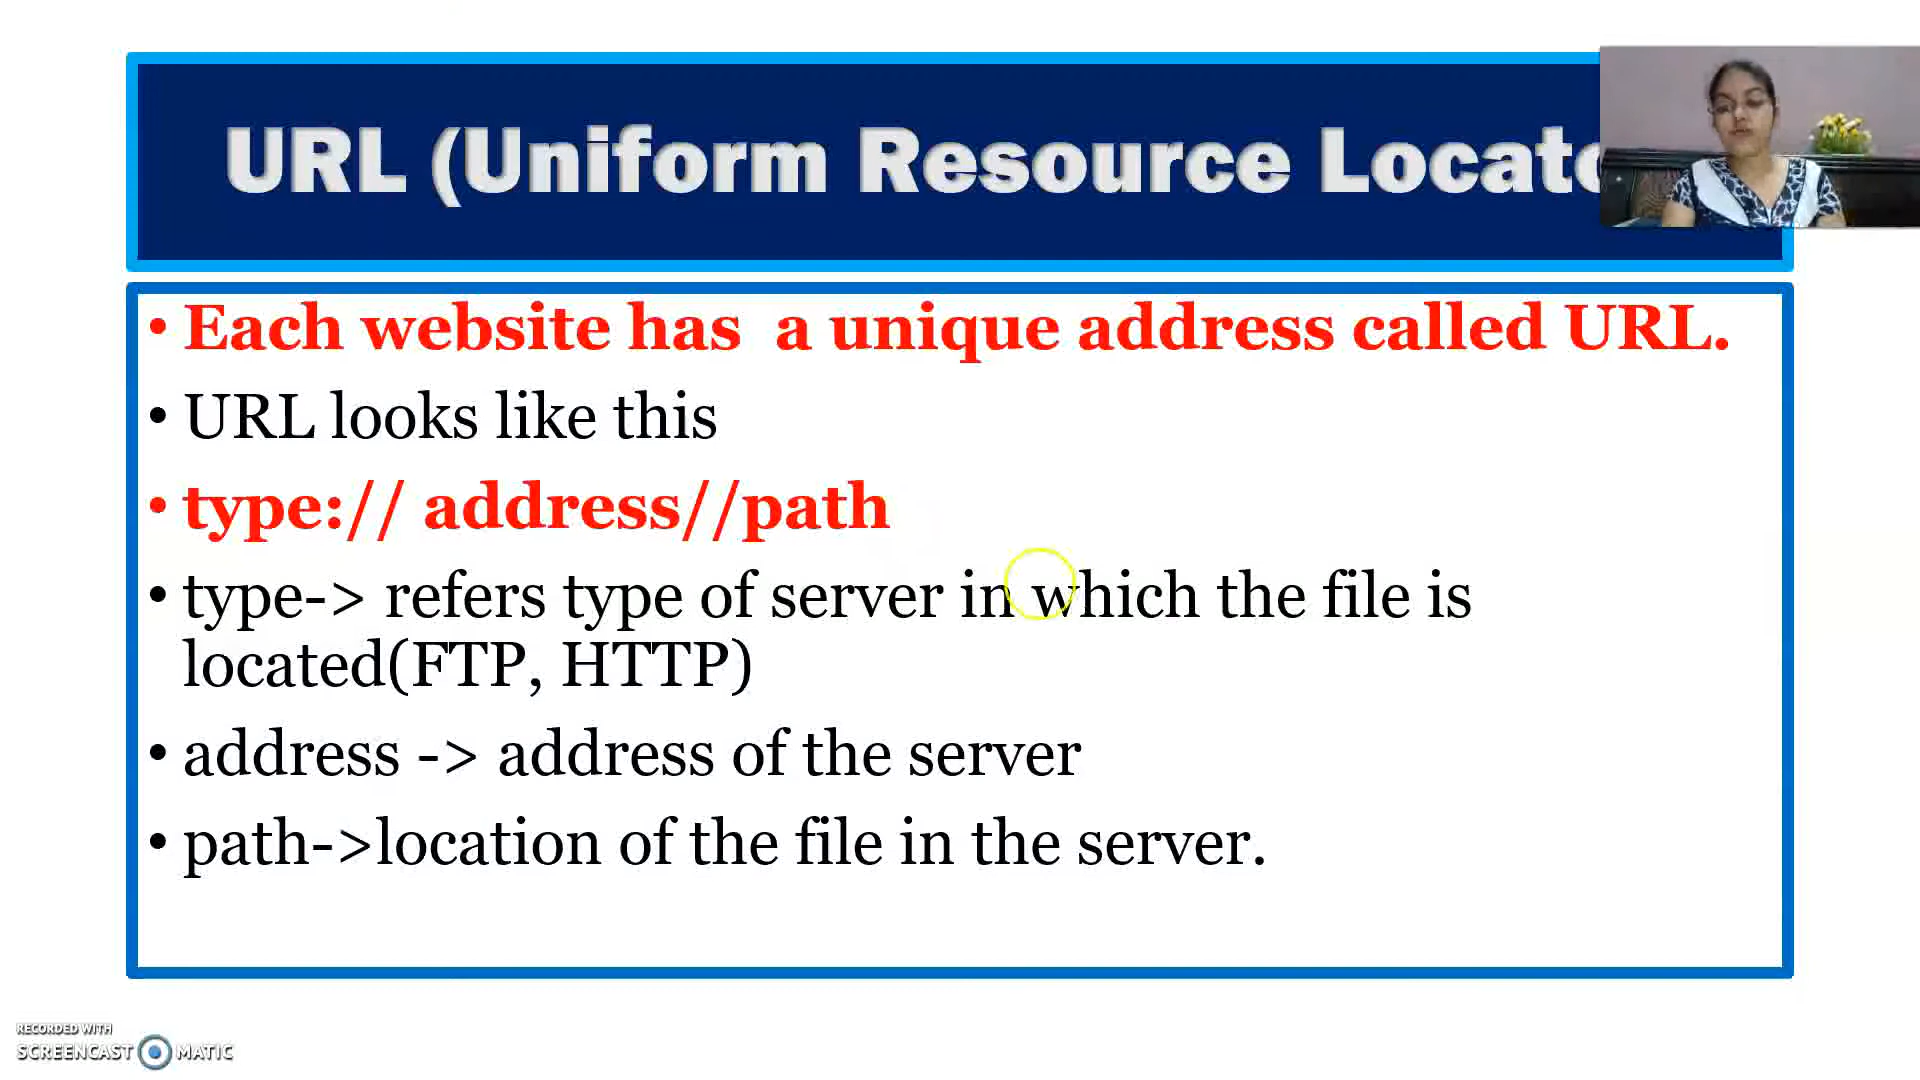 URL (Uniform Resource Locato
• Each website has a unique address called URL.
• URL looks like this
• type:// address//path
• type-> refers type of server in which the file is
located(FTP, HTTP)
• address -> address of the server
• path->location of the file in the server.
RECORDED WITH
SCREENCAST MATIC